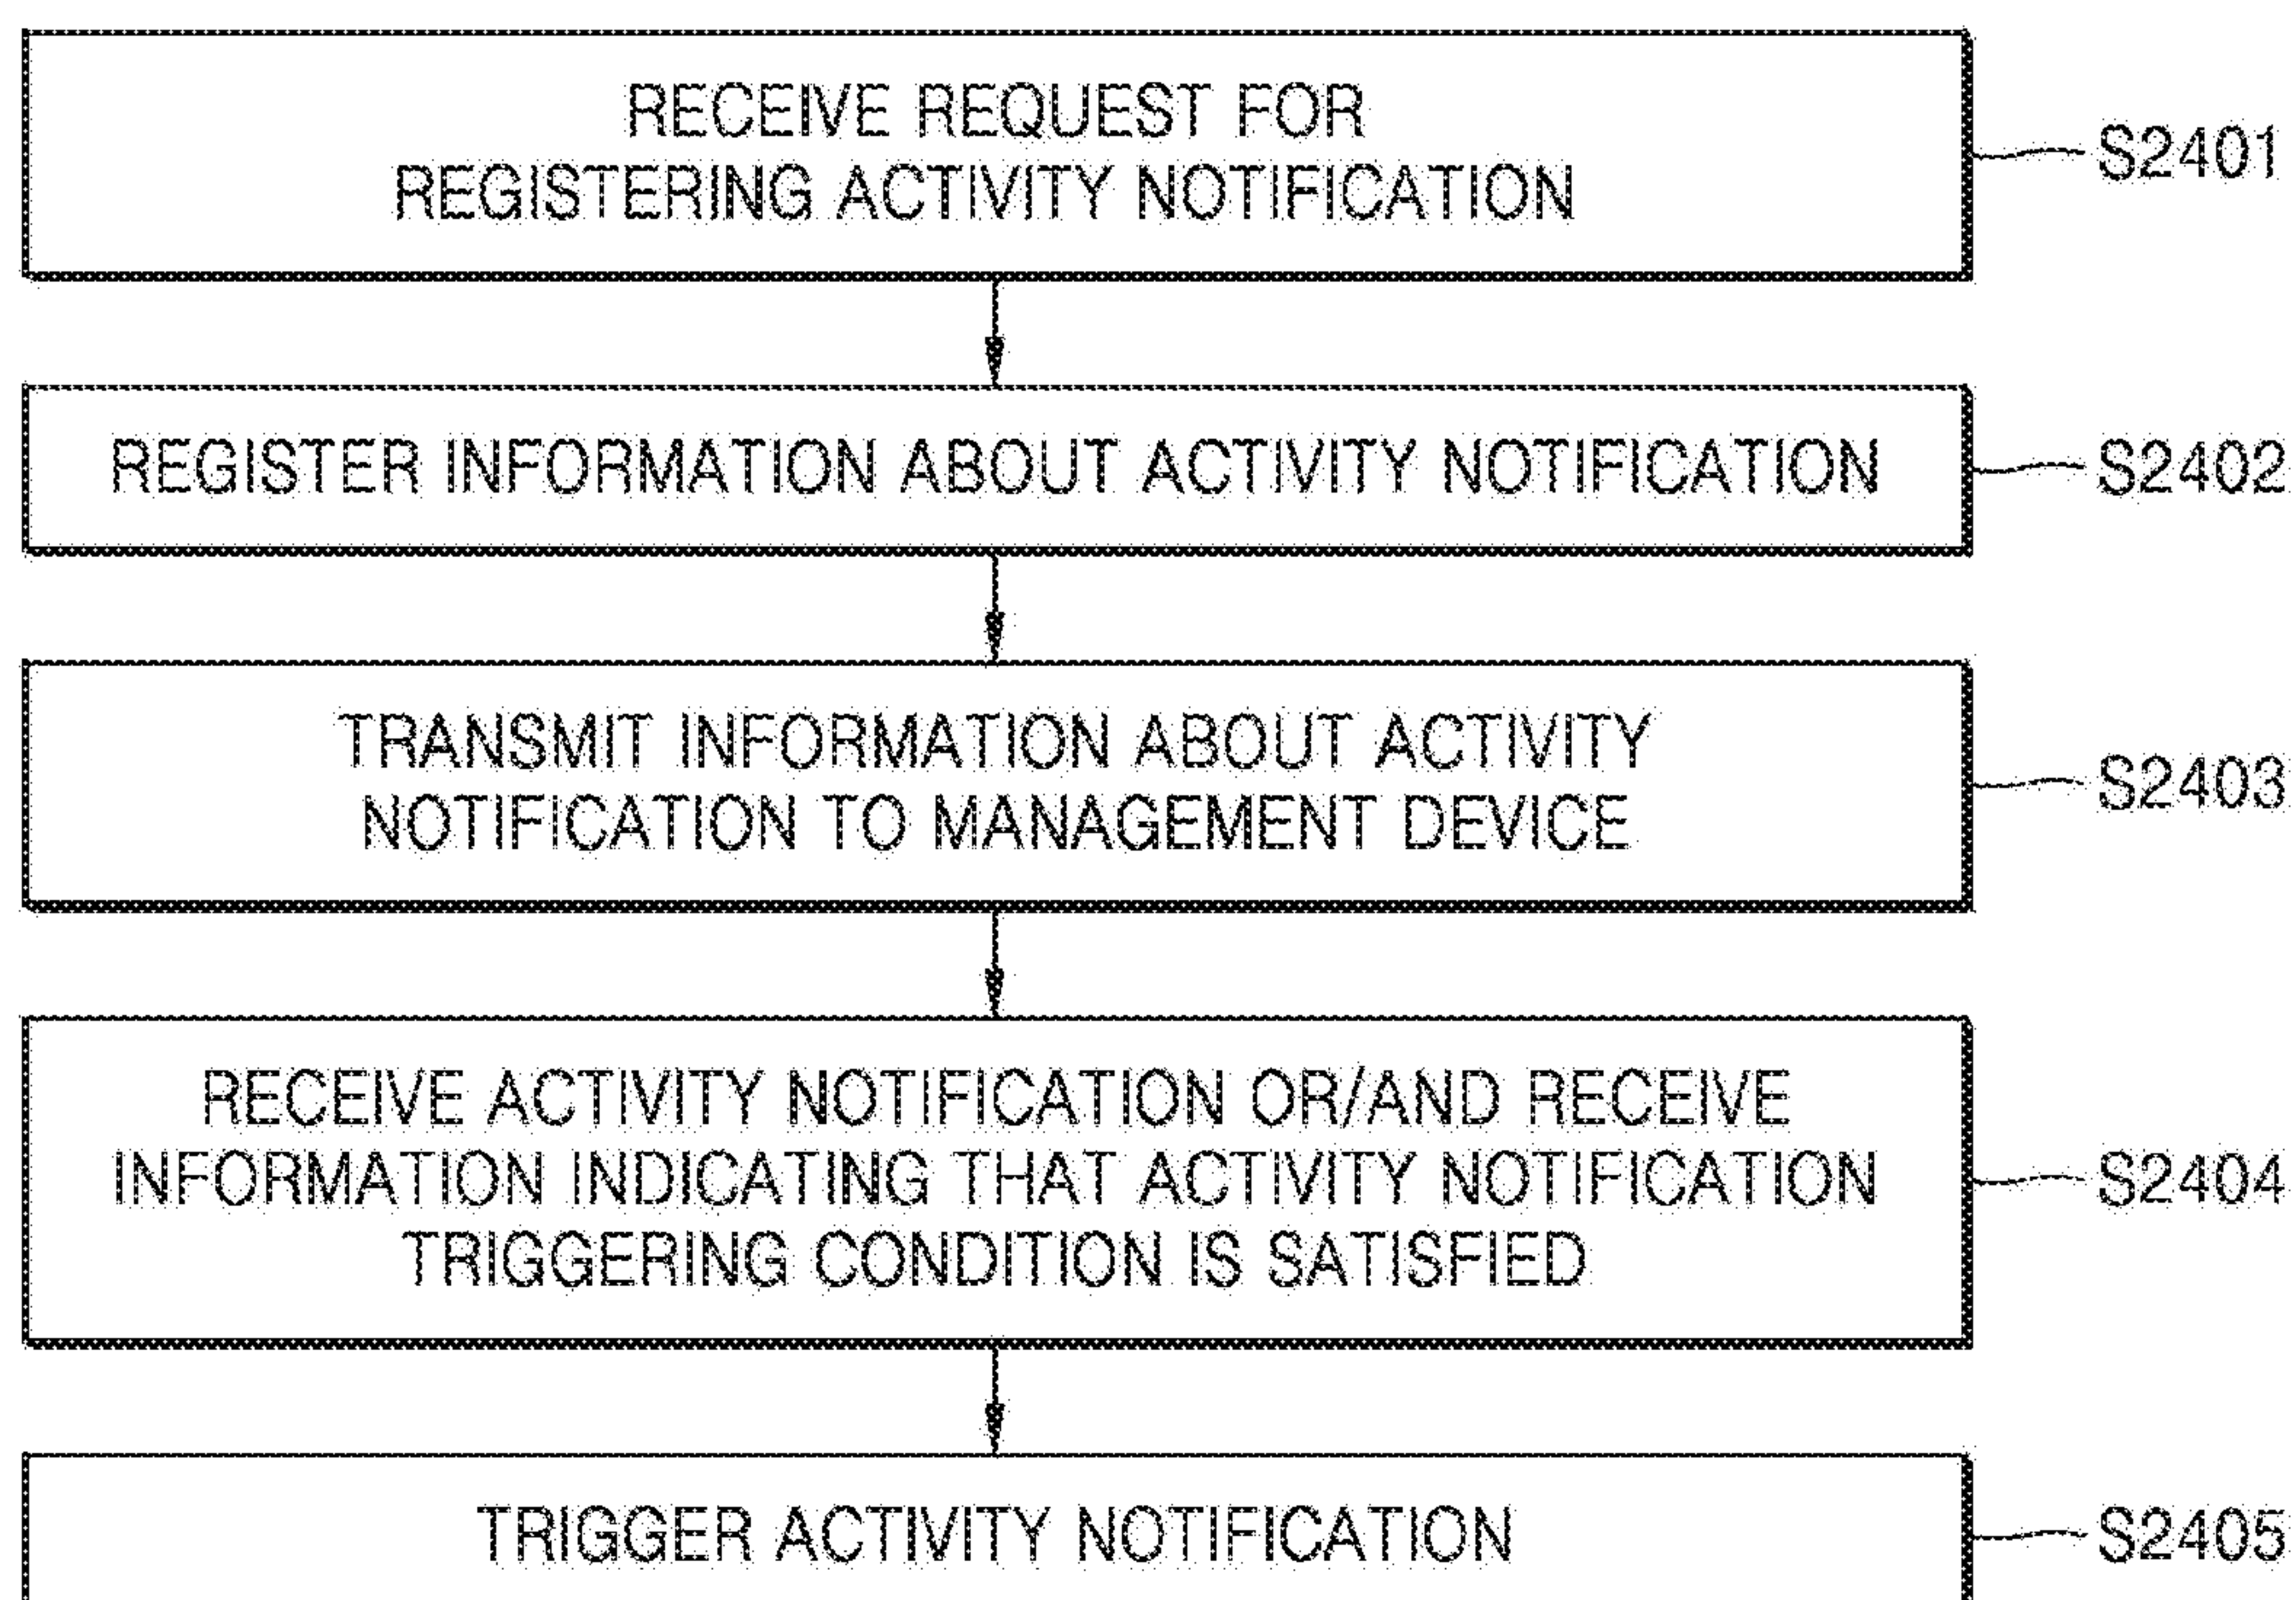 RECEIVE REQUEST FOR
REGISTERING ACTIVITY NOTIFICATION
S2401
REGISTER INFORMATION ABOUT ACTIVITY NOTIFICATION
S2402
TRANSMIT INFORMATION ABOUT ACTIVITY
NOTIFICATION TO MANAGEMENT DEVICE
S2403
RECEIVE ACTIVITY NOTIFICATION OR/AND RECEIVE
INFORMATION INDICATING THAT ACTIVITY NOTIFICATION
TRIGGERING CONDITION IS SATISFIED
S2404
TRIGGER ACTIVITY NOTIFICATION
S2405